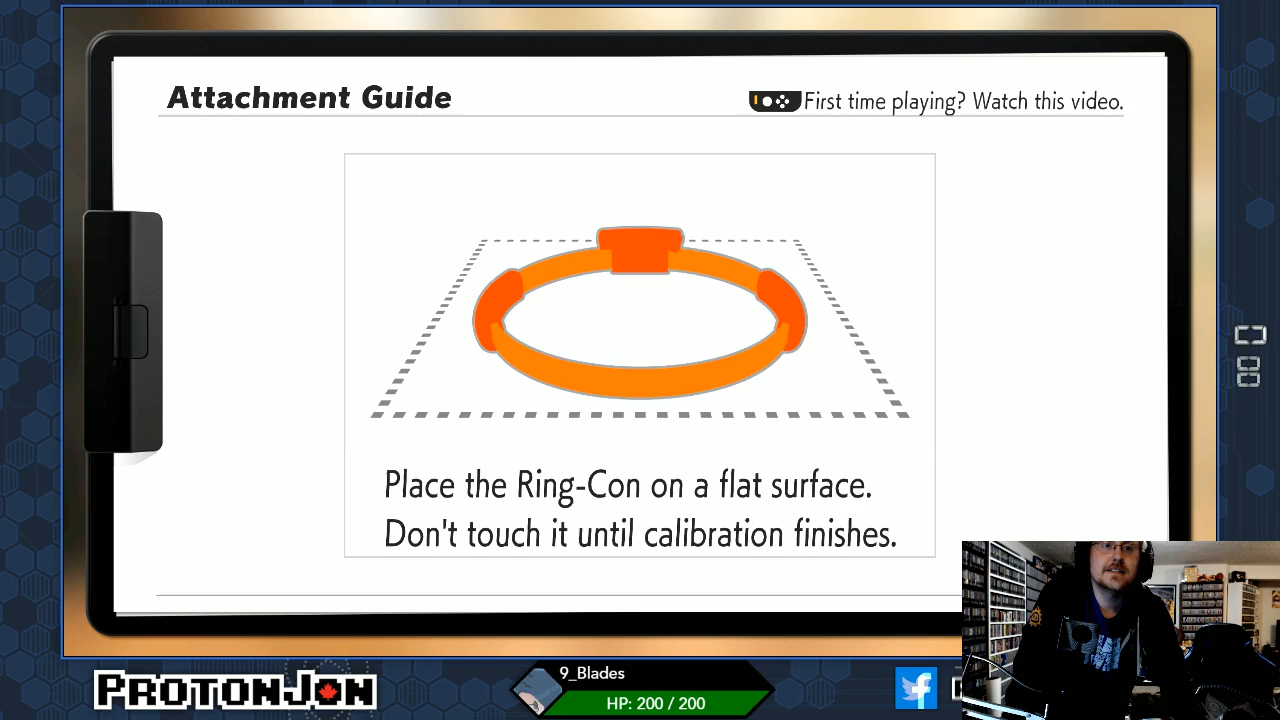 Attachment Guide
First time playing? Watch this video.
Place the Ring-Con on a flat surface.
Don't touch it until calibration finishes.
PROTONJON
9_Blades
HP: 200 / 200